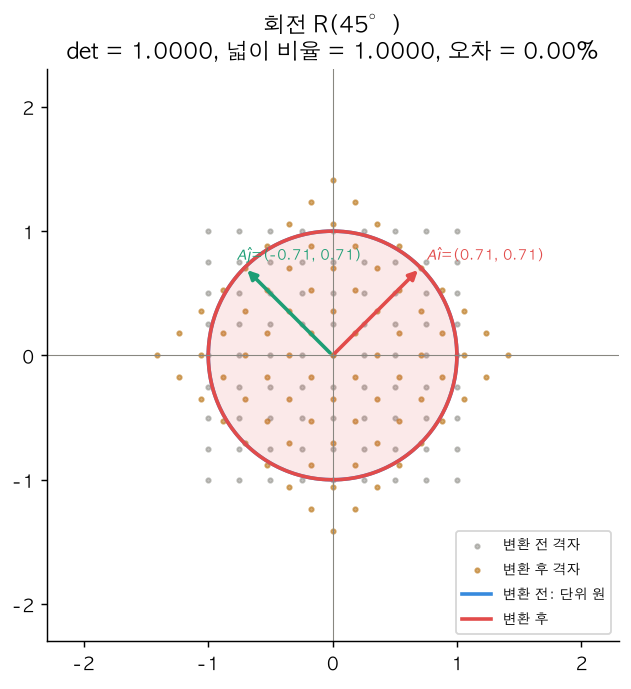 회전 R(45°)
det = 1.0000, 넓이 비율 = 1.0000, 오차 = 0.00%
2
1
Aî=(-0.71, 0.71)
Aî=(0.71, 0.71)
0
-1
-2
변환 전 격자
변환 후 격자
변환 전: 단위 원
변환 후
-2
-1
0
1
2